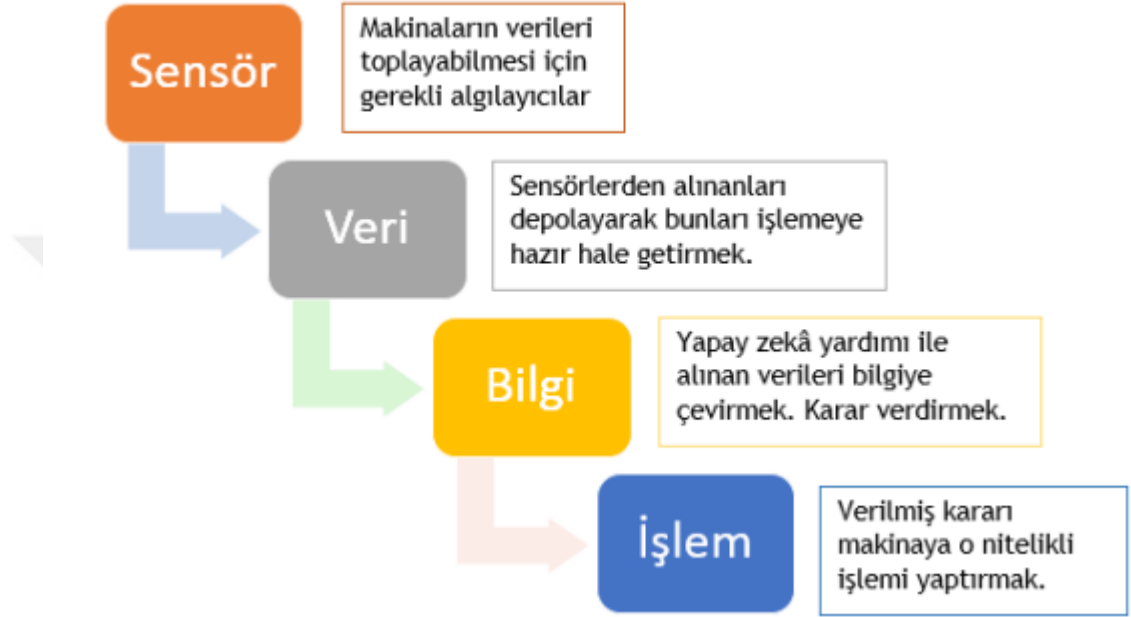 Sensör
Makinaların verileri
toplayabilmesi için
gerekli algılayıcılar
Veri
Sensörlerden alınanları
depolayarak bunları işlemeye
hazır hale getirmek.
Bilgi
Yapay zekâ yardımı ile
alınan verileri bilgiye
çevirmek. Karar verdirmek.
İşlem
Verilmiş kararı
makinaya o nitelikli
işlemi yaptırmak.